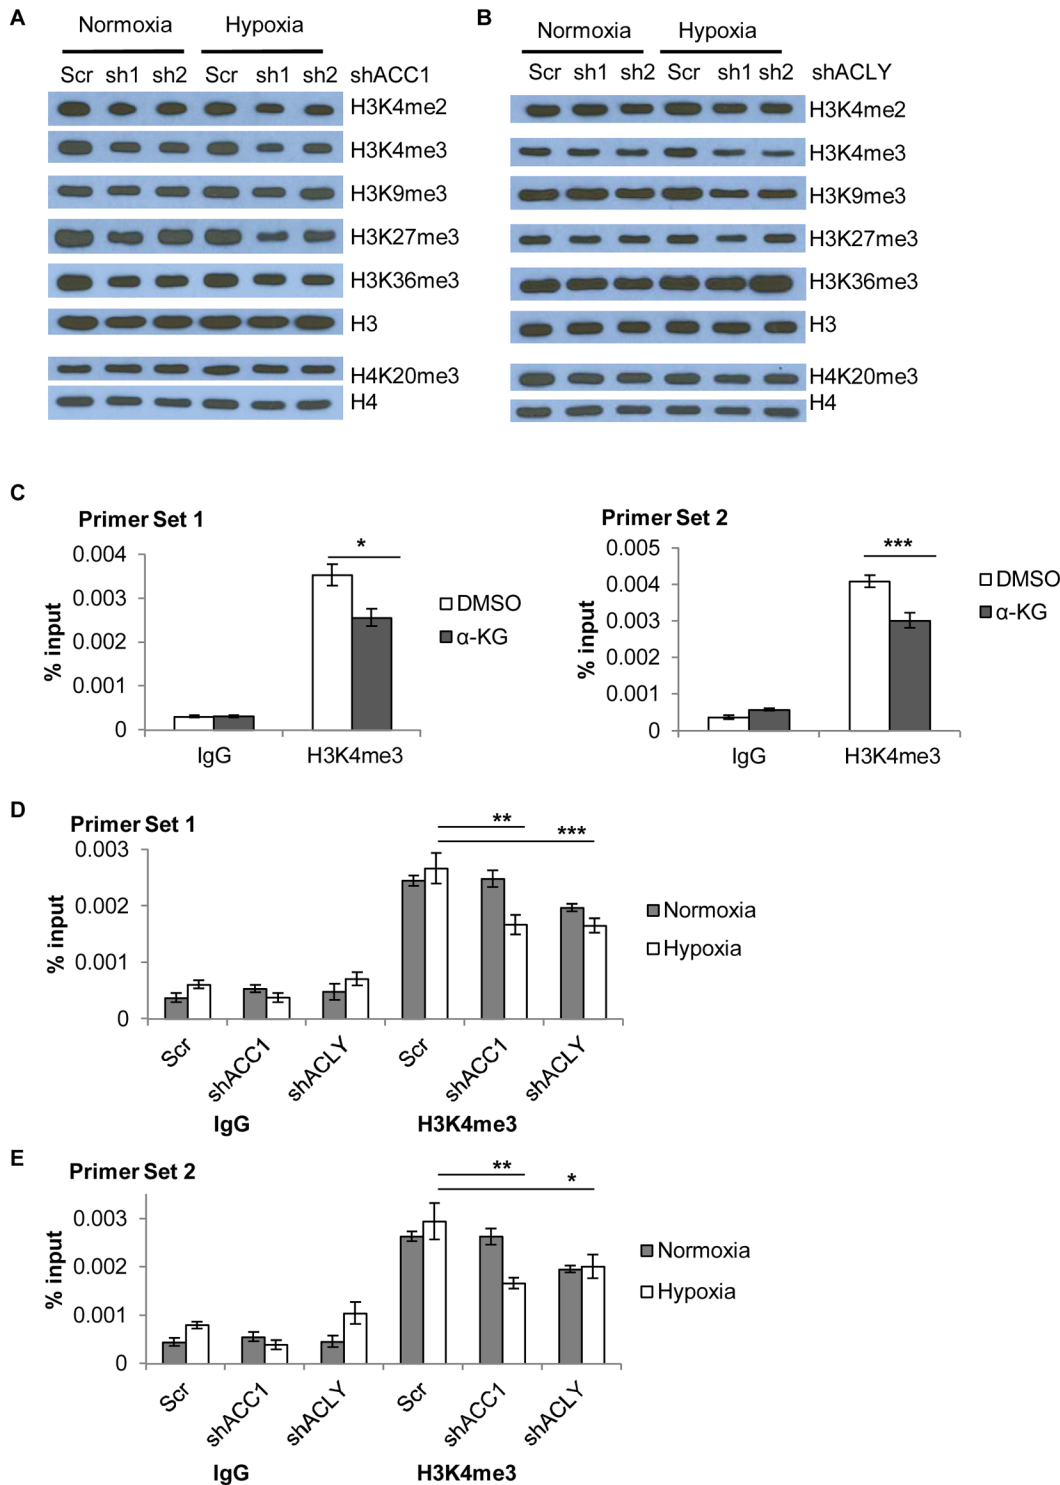 A
Normoxia Hypoxia
Scr sh1 sh2 Scr sh1 sh2 shACC1
H3K4me2
H3K4me3
H3K9me3
H3K27me3
H3K36me3
H3
H4K20me3
H4
B
Normoxia Hypoxia
Scr sh1 sh2 Scr sh1 sh2 shACLY
H3K4me2
H3K4me3
H3K9me3
H3K27me3
H3K36me3
H3
H4K20me3
H4
C
Primer Set 1
*
0.004
0.003
0.002
0.001
0
% input
IgG H3K4me3
DMSO
α-KG
Primer Set 2
***
0.005
0.004
0.003
0.002
0.001
0
% input
IgG H3K4me3
DMSO
α-KG
D
Primer Set 1
**
***
0.003
0.002
0.001
0
% input
Normoxia
Hypoxia
Scr shACC1 shACLY Scr shACC1 shACLY
IgG H3K4me3
E
Primer Set 2
**
*
0.003
0.002
0.001
0
% input
Normoxia
Hypoxia
Scr shACC1 shACLY Scr shACC1 shACLY
IgG H3K4me3